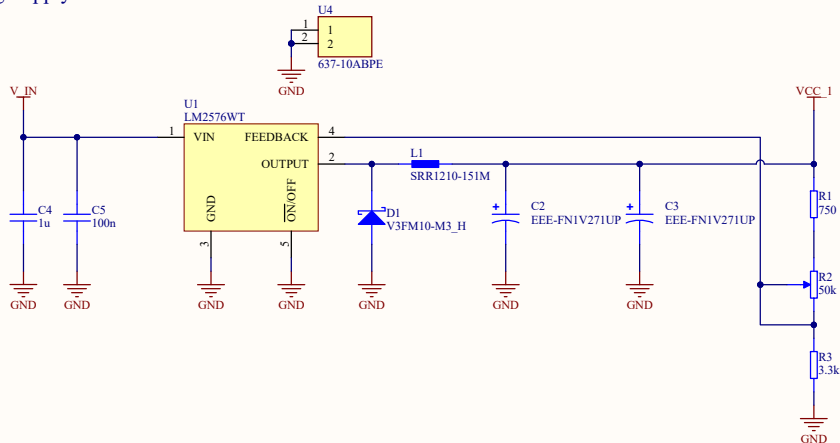 U4
1 1
2 2
637-10ABPE
GND
V_IN
VCC_1
U1
LM2576WT
1 VIN
FEEDBACK 4
OUTPUT 2
GND
ON/OFF
3
5
L1
SRR1210-151M
C4
1u
C5
100n
D1
V3FM10-M3_H
C2
EEE-FN1V271UP
C3
EEE-FN1V271UP
R1
750
R2
50k
R3
3.3k
GND
GND
GND
GND
GND
GND
GND
GND